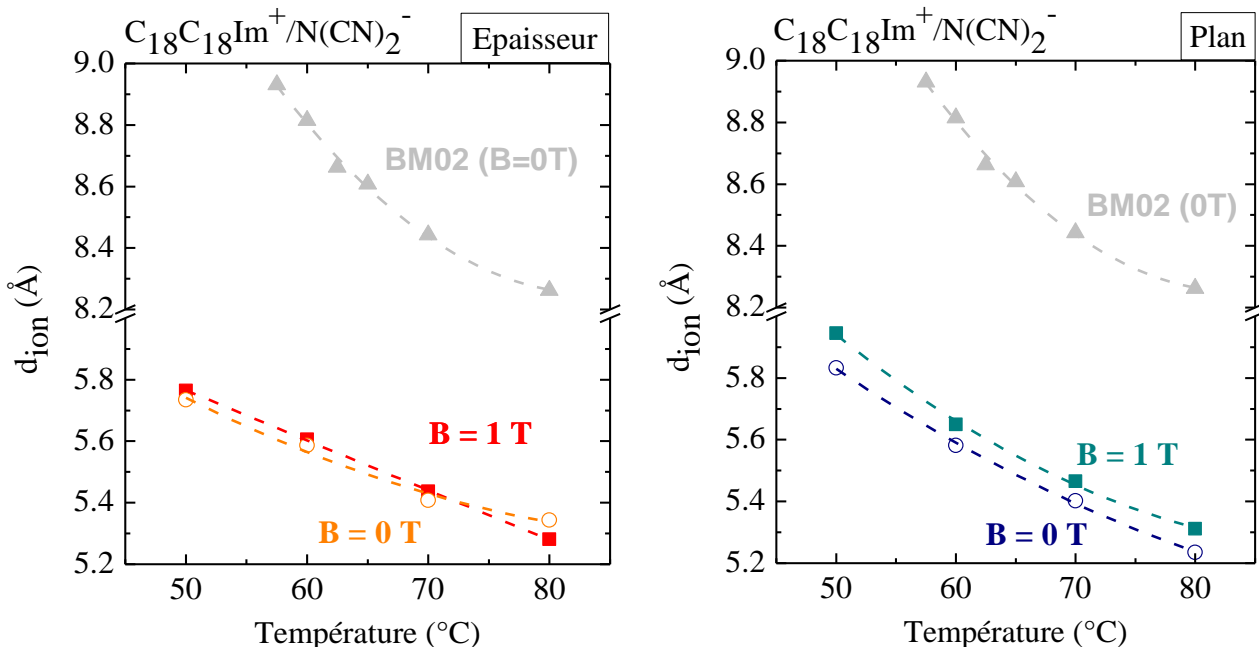 C18C18Im+/N(CN)2-
Epaisseur
9.0
8.8
8.6
8.4
8.2
5.8
5.6
5.4
5.2
dion (Å)
BM02 (B=0T)
B = 1 T
B = 0 T
50 60 70 80
Température (°C)
C18C18Im+/N(CN)2-
Plan
9.0
8.8
8.6
8.4
8.2
5.8
5.6
5.4
5.2
dion (Å)
BM02 (0T)
B = 1 T
B = 0 T
50 60 70 80
Température (°C)